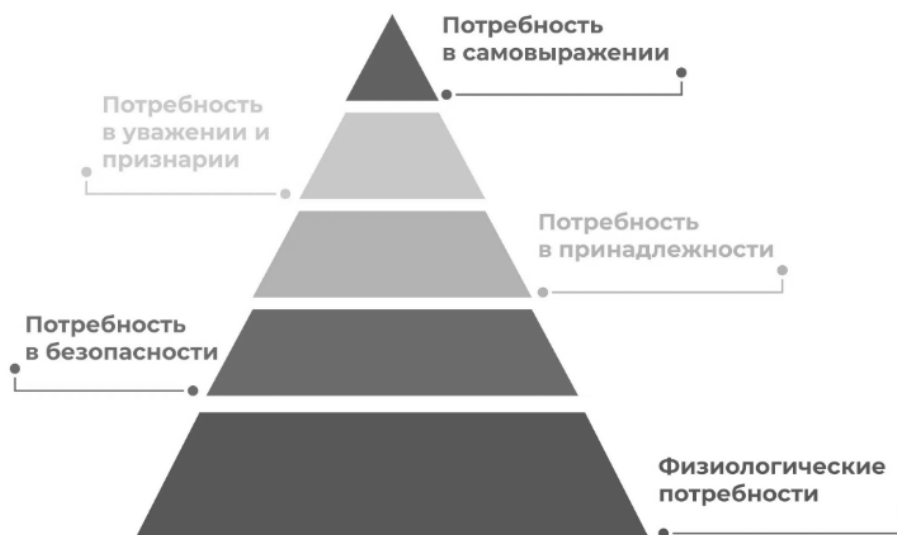 Потребность
в самовыражении
Потребность
в уважении и
признарии
Потребность
в принадлежности
Потребность
в безопасности
Физиологические
потребности